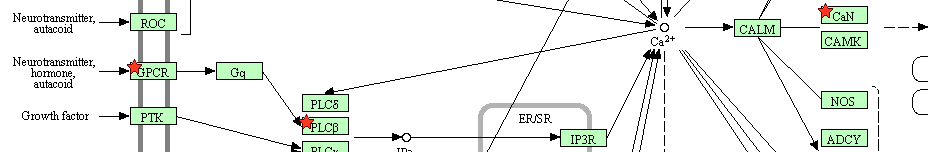 Neurotransmitter,
autacoid
ROC
Neurotransmitter,
hormone,
autacoid
GPCR
Gq
Growth factor
PTK
PLCδ
PLCβ
ER/SR
IP3R
Ca2+
CALM
CaN
CAMK
NOS
ADCY